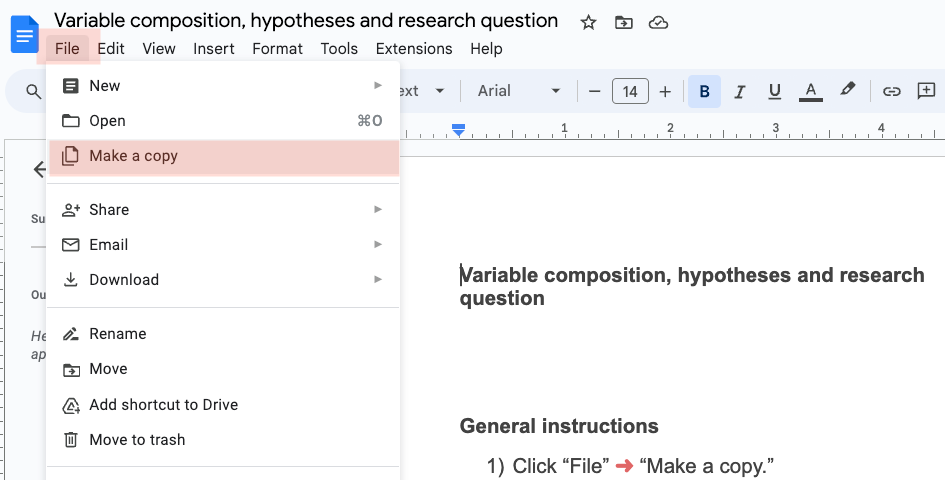 Variable composition, hypotheses and research question
File Edit View Insert Format Tools Extensions Help
ext Arial 14 B I U A
1 2 3 4
New
Open ⌘O
Make a copy
Su
Share
Email
Download
Ou
He
ap
Rename
Move
Add shortcut to Drive
Move to trash
Variable composition, hypotheses and research
question
General instructions
1) Click “File” ➜ “Make a copy.”